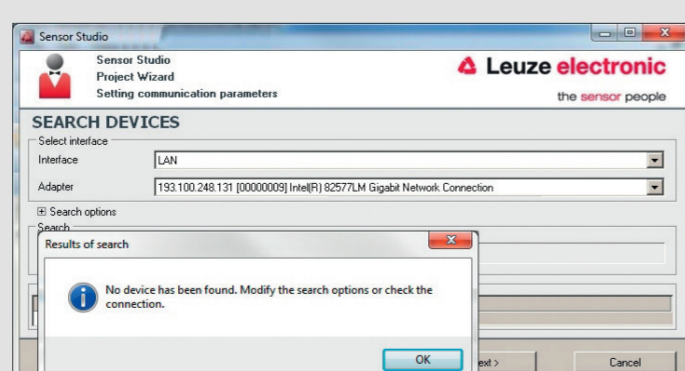 Sensor Studio
Sensor Studio
Project Wizard
Setting communication parameters
Leuze electronic
the sensor people
SEARCH DEVICES
Select interface
Interface
LAN
Adapter
193.100.248.131 [00000009] Intel(R) 82577LM Gigabit Network Connection
Search options
Search
Results of search
No device has been found. Modify the search options or check the
connection.
OK
ext >
Cancel